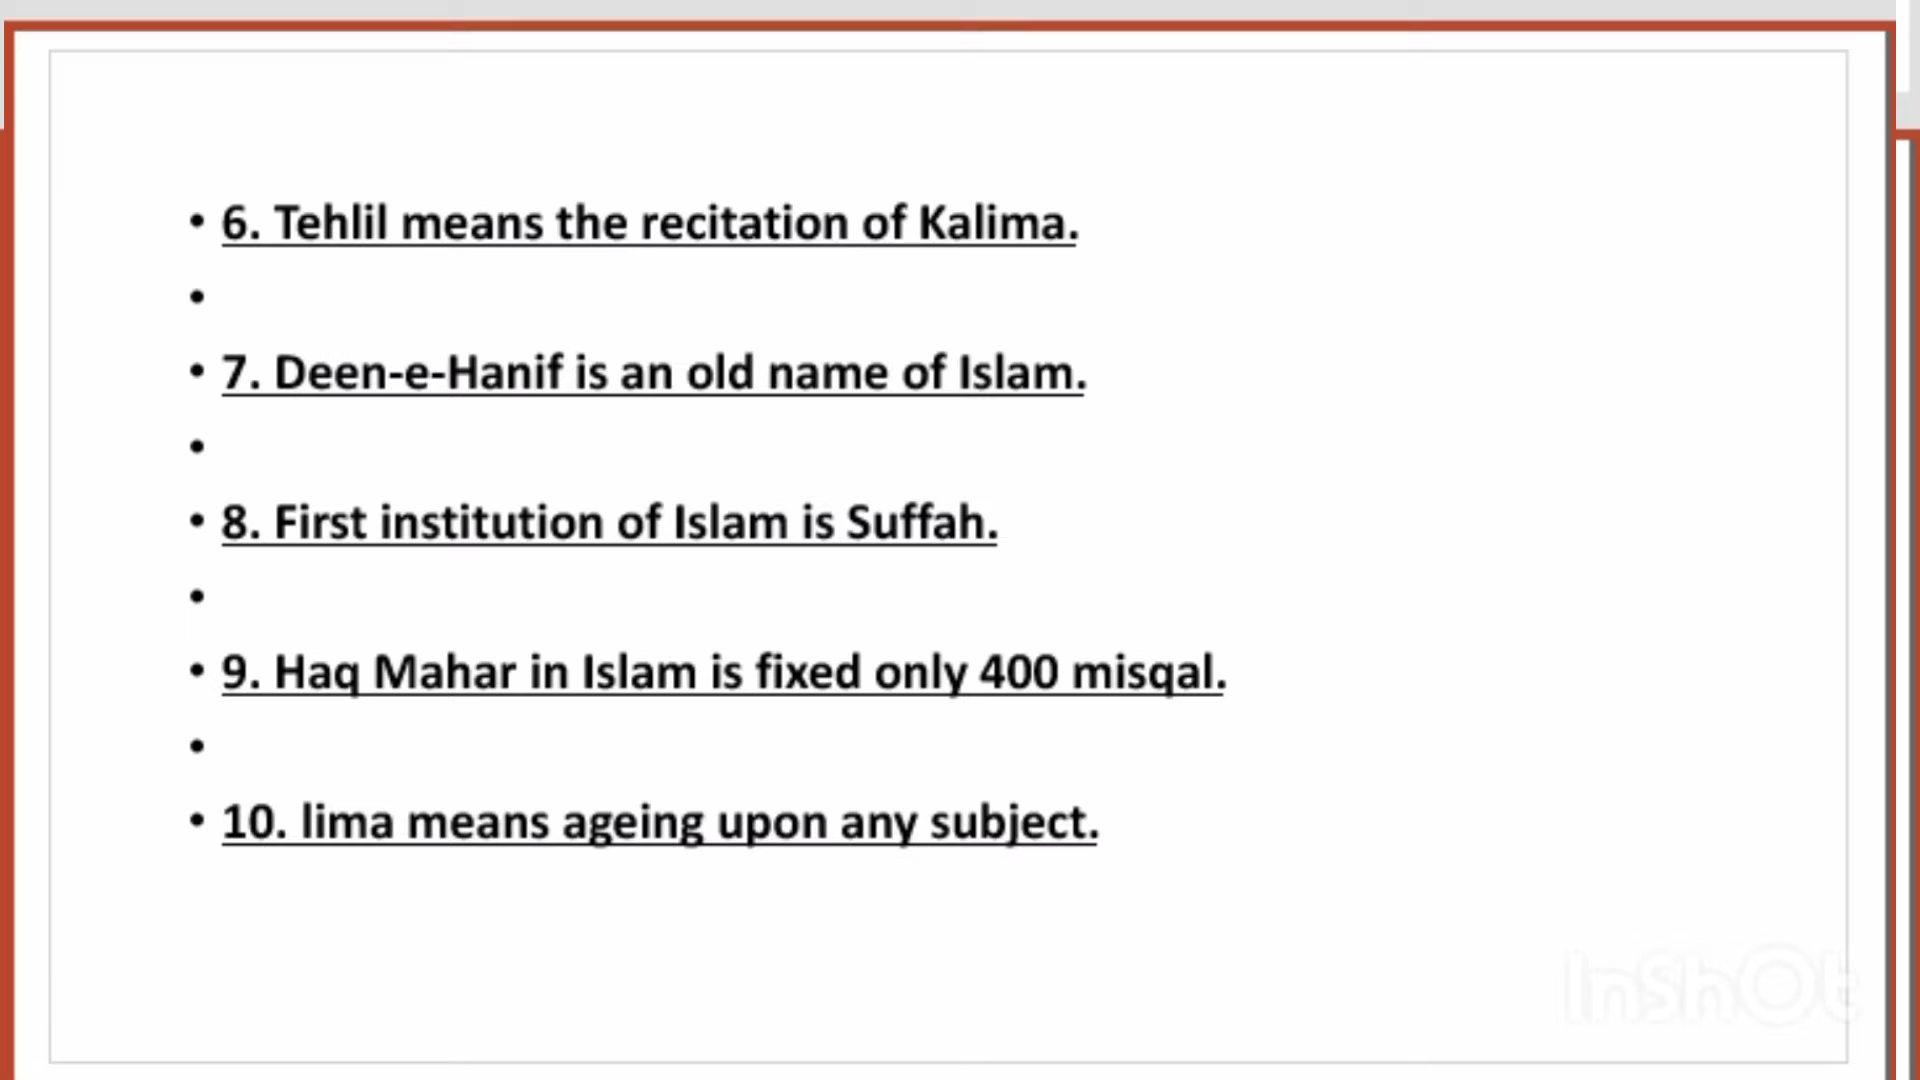 • 6. Tehlil means the recitation of Kalima.
•
• 7. Deen-e-Hanif is an old name of Islam.
•
• 8. First institution of Islam is Suffah.
•
• 9. Haq Mahar in Islam is fixed only 400 misqal.
•
• 10. lima means ageing upon any subject.
InShOt